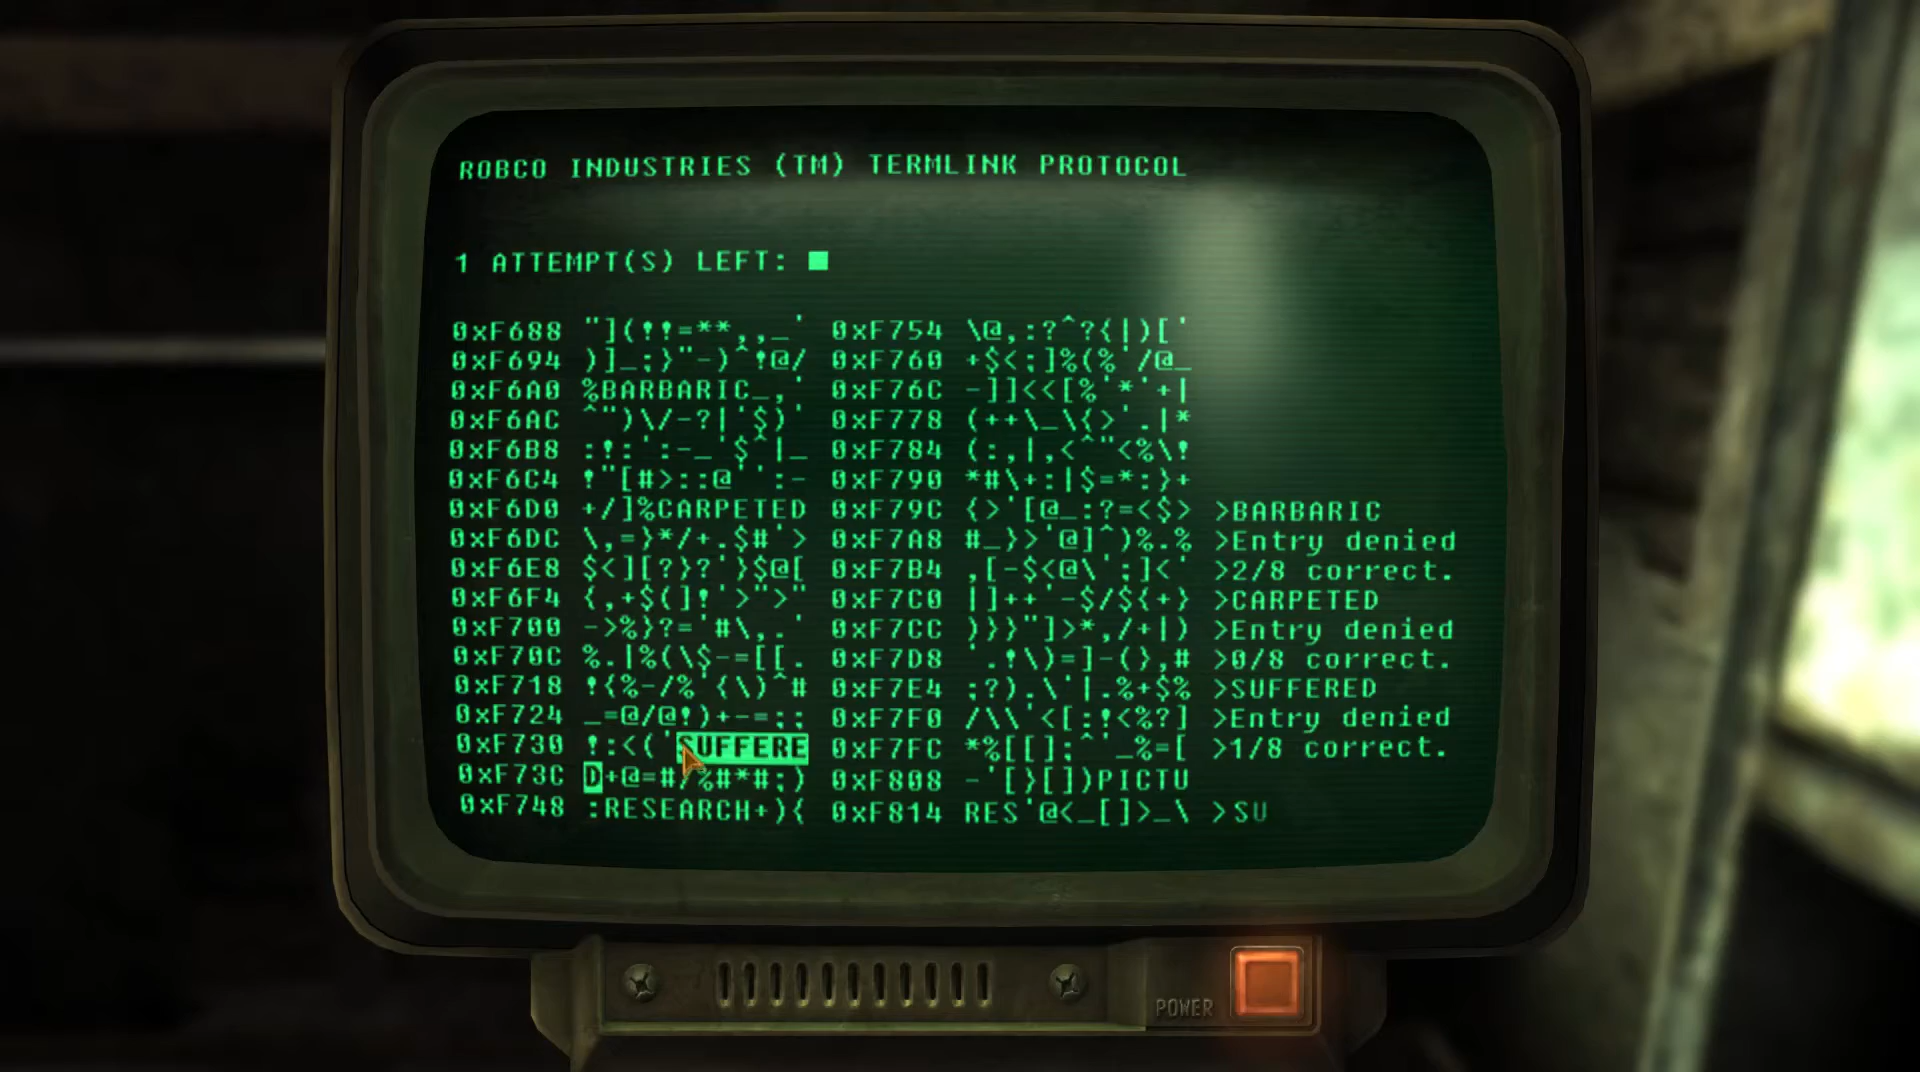 ROBCO INDUSTRIES (TM) TERMLINK PROTOCOL
1 ATTEMPT(S) LEFT: ■
0xF688 "](!!=**,,_' 0xF754 \@,:?^?{|)['
0xF694 )]_;}"-)^!@/ 0xF760 +$<;]%(%'/@_
0xF6A0 %BARBARIC_,' 0xF76C -]]<<[%'*'+|
0xF6AC ^")\/-?|'$)' 0xF778 (++\_\{>'.|*
0xF6B8 :!:':-_'$^|_ 0xF784 (:,|,<^"<%\!
0xF6C4 !"[#>::@'':- 0xF790 *#\+:|$=*:}+
0xF6D0 +/]%CARPETED 0xF79C {>'[@_:?=<$> >BARBARIC
0xF6DC \,=}*/+.$#'> 0xF7A8 #_}>'@]^)%.% >Entry denied
0xF6E8 $<][?}?'}$@[ 0xF7B4 ,[-$<@\';]<' >2/8 correct.
0xF6F4 {,+$(]!'>">" 0xF7C0 |]++'-$/${+} >CARPETED
0xF700 ->%}?='#\,.' 0xF7CC )}}"]>*,/+|) >Entry denied
0xF70C %.|%(\$-=[[. 0xF7D8 '.!\)=]-(},# >0/8 correct.
0xF718 !{%-/%'{\)^# 0xF7E4 ;?).\'|.%+$% >SUFFERED
0xF724 _=@/@!)+-=;; 0xF7F0 /\\'<[:!<%?] >Entry denied
0xF730 !:<('SUFFERE 0xF7FC *%[[];^'_%=[ >1/8 correct.
0xF73C D+@=#/%#*#;) 0xF808 -'[}[])PICTU
0xF748 :RESEARCH+){ 0xF814 RES'@<_[]>_\ >SU
POWER